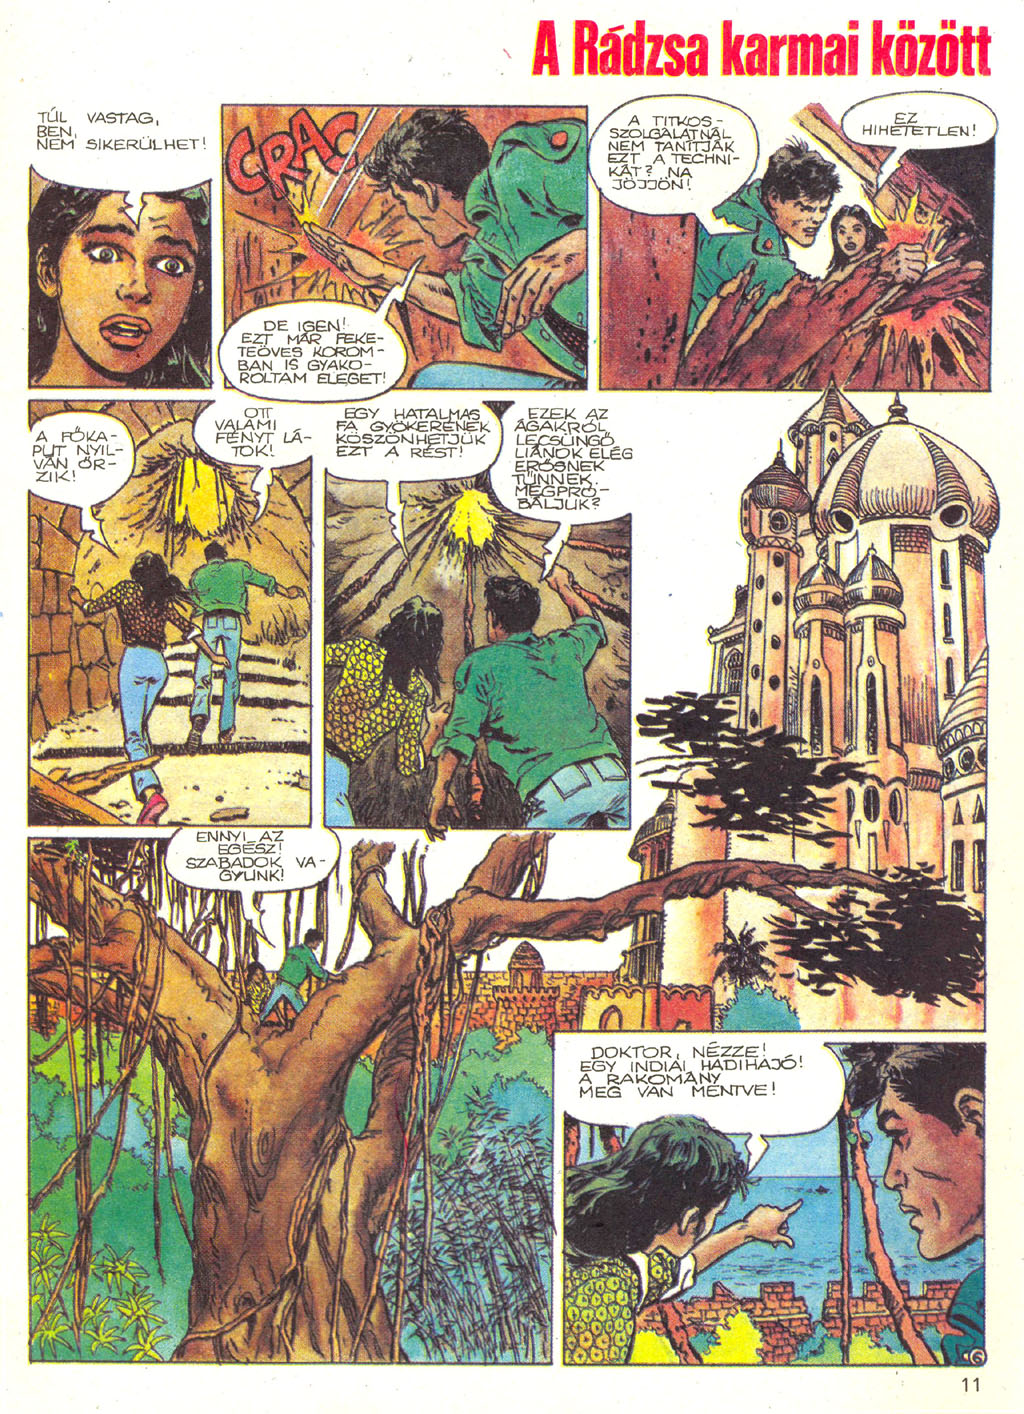 A Rádzsa karmai között
TÚL VASTAG,
BEN,
NEM SIKERÜLHET!
CRAC
DE IGEN!
EZT MÁR FEKE-
TEÖVES KOROM-
BAN IS GYAKO-
ROLTAM ELEGET!
A TITKOS-
SZOLGÁLATNÁL
NEM TANÍTJÁK
EZT A TECHNI-
KÁT? NA
JÖJJÖN!
EZ
HIHETETLEN!
A FŐKA-
PUT NYIL-
VÁN ŐR-
ZIK!
OTT
VALAMI
FÉNYT LÁ-
TOK!
EGY HATALMAS
FA GYÖKERÉNEK
KÖSZÖNHETJÜK
EZT A RÉST!
EZEK AZ
ÁGAKRÓL
LECSÜNGŐ
LIÁNOK ELÉG
ERŐSNEK
TŰNNEK.
MEGPRÓ-
BÁLJUK?
ENNYI AZ
EGÉSZ!
SZABADOK VA-
GYUNK!
DOKTOR, NÉZZE!
EGY INDIAI HADIHAJÓ!
A RAKOMÁNY
MEG VAN MENTVE!
6
11